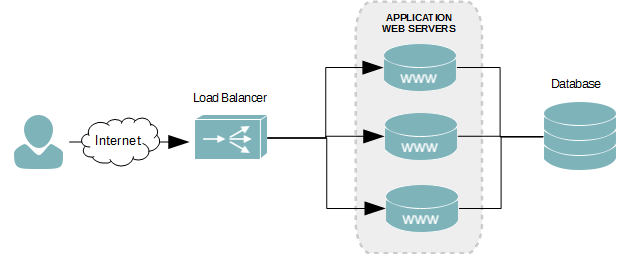 APPLICATION
WEB SERVERS
Load Balancer
Database
Internet
WWW
WWW
WWW